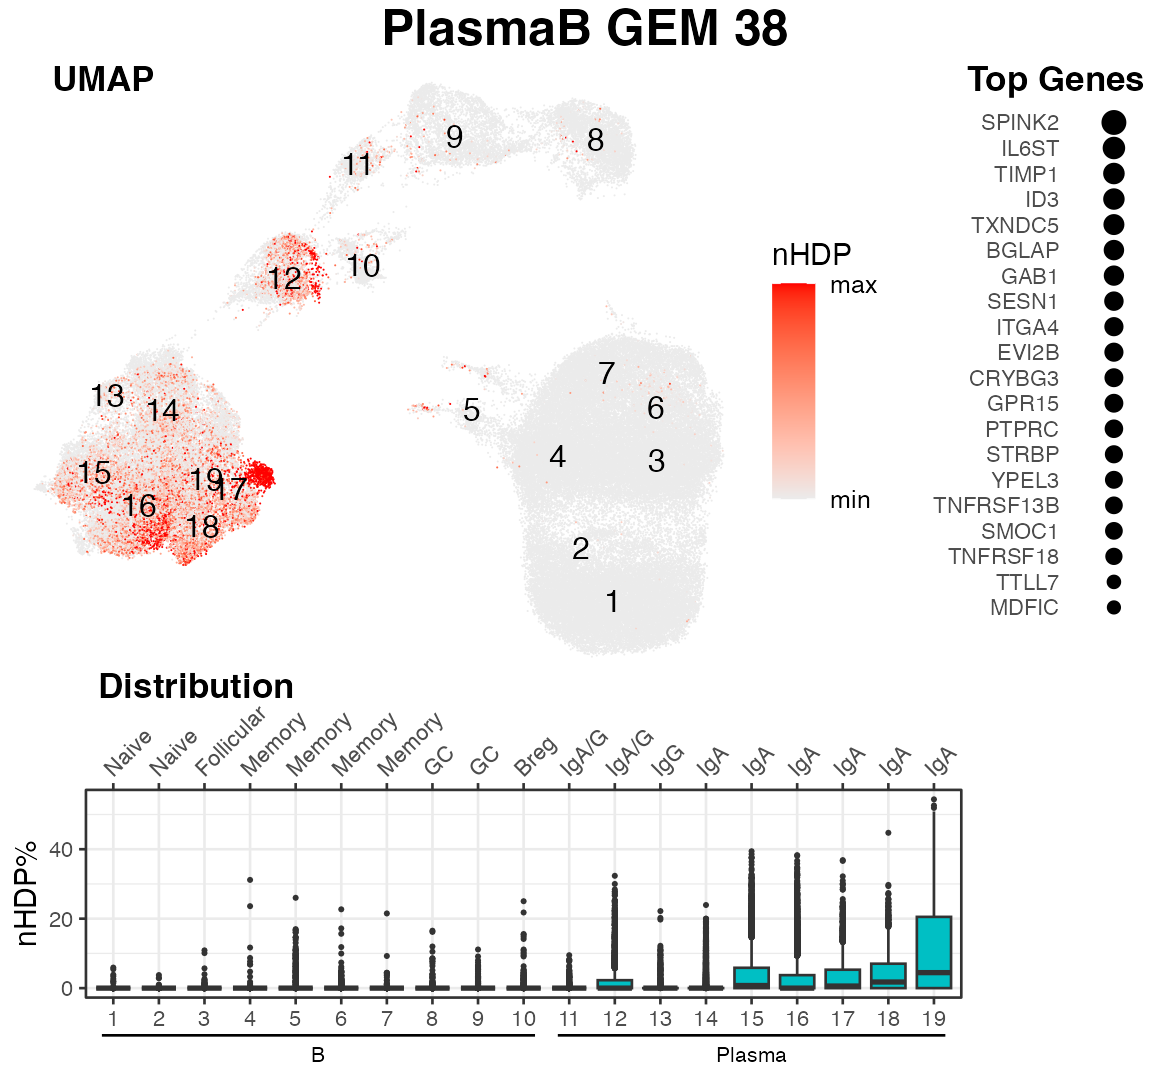 PlasmaB GEM 38
UMAP
Top Genes
9
8
11
10
12
7
6
5
4
3
2
1
13
14
15
19
17
16
18
nHDP
max
min
SPINK2
IL6ST
TIMP1
ID3
TXNDC5
BGLAP
GAB1
SESN1
ITGA4
EVI2B
CRYBG3
GPR15
PTPRC
STRBP
YPEL3
TNFRSF13B
SMOC1
TNFRSF18
TTLL7
MDFIC
Distribution
Naive Naive Follicular Memory Memory Memory Memory GC GC Breg IgA/G IgA/G IgG IgA IgA IgA IgA IgA IgA
nHDP%
40
20
0
1 2 3 4 5 6 7 8 9 10 11 12 13 14 15 16 17 18 19
B Plasma